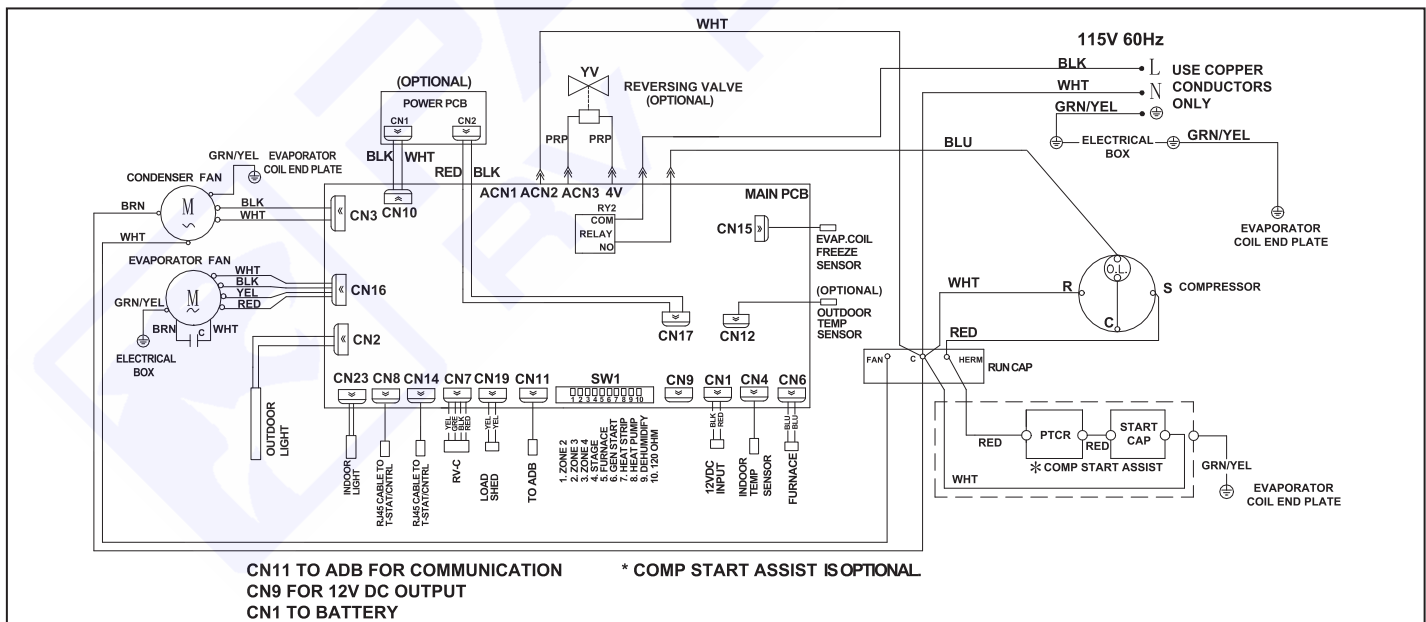 WHT
115V 60Hz
BLK
L
USE COPPER
CONDUCTORS
ONLY
WHT
N
GRN/YEL
ELECTRICAL
BOX
GRN/YEL
EVAPORATOR
COIL END PLATE
(OPTIONAL)
POWER PCB
CN1
CN2
BLK
WHT
RED
BLK
YV
REVERSING VALVE
(OPTIONAL)
PRP
PRP
BLU
GRN/YEL
EVAPORATOR
COIL END PLATE
CONDENSER FAN
M
BRN
BLK
WHT
WHT
CN3
CN10
ACN1 ACN2 ACN3 4V
MAIN PCB
RY2
COM
RELAY
NO
CN15
EVAP.COIL
FREEZE
SENSOR
EVAPORATOR FAN
M
WHT
BLK
YEL
RED
GRN/YEL
BRN
C
WHT
ELECTRICAL
BOX
CN16
CN2
CN17
CN12
(OPTIONAL)
OUTDOOR
TEMP
SENSOR
WHT
R
O.L.
C
S
COMPRESSOR
RED
FAN
C
HERM
RUN CAP
OUTDOOR
LIGHT
CN23
CN8
CN14
CN7
CN19
CN11
SW1
1 2 3 4 5 6 7 8 9 10
CN9
CN1
CN4
CN6
YEL
GRE
BLK
RED
YEL
YEL
BLK
RED
BLU
BLU
INDOOR
LIGHT
RJ45 CABLE TO
T-STAT/CNTRL
RJ45 CABLE TO
T-STAT/CNTRL
RV-C
LOAD
SHED
TO ADB
1. ZONE 2
2. ZONE 3
3. ZONE 4
4. STAGE
5. FURNACE
6. GEN START
7. HEAT STRIP
8. HEAT PUMP
9. DEHUMIDIFY
10. 120 OHM
12VDC
INPUT
INDOOR
TEMP
SENSOR
FURNACE
RED
PTCR
RED
START
CAP
* COMP START ASSIST
WHT
GRN/YEL
EVAPORATOR
COIL END PLATE
CN11 TO ADB FOR COMMUNICATION
* COMP START ASSIST IS OPTIONAL.
CN9 FOR 12V DC OUTPUT
CN1 TO BATTERY